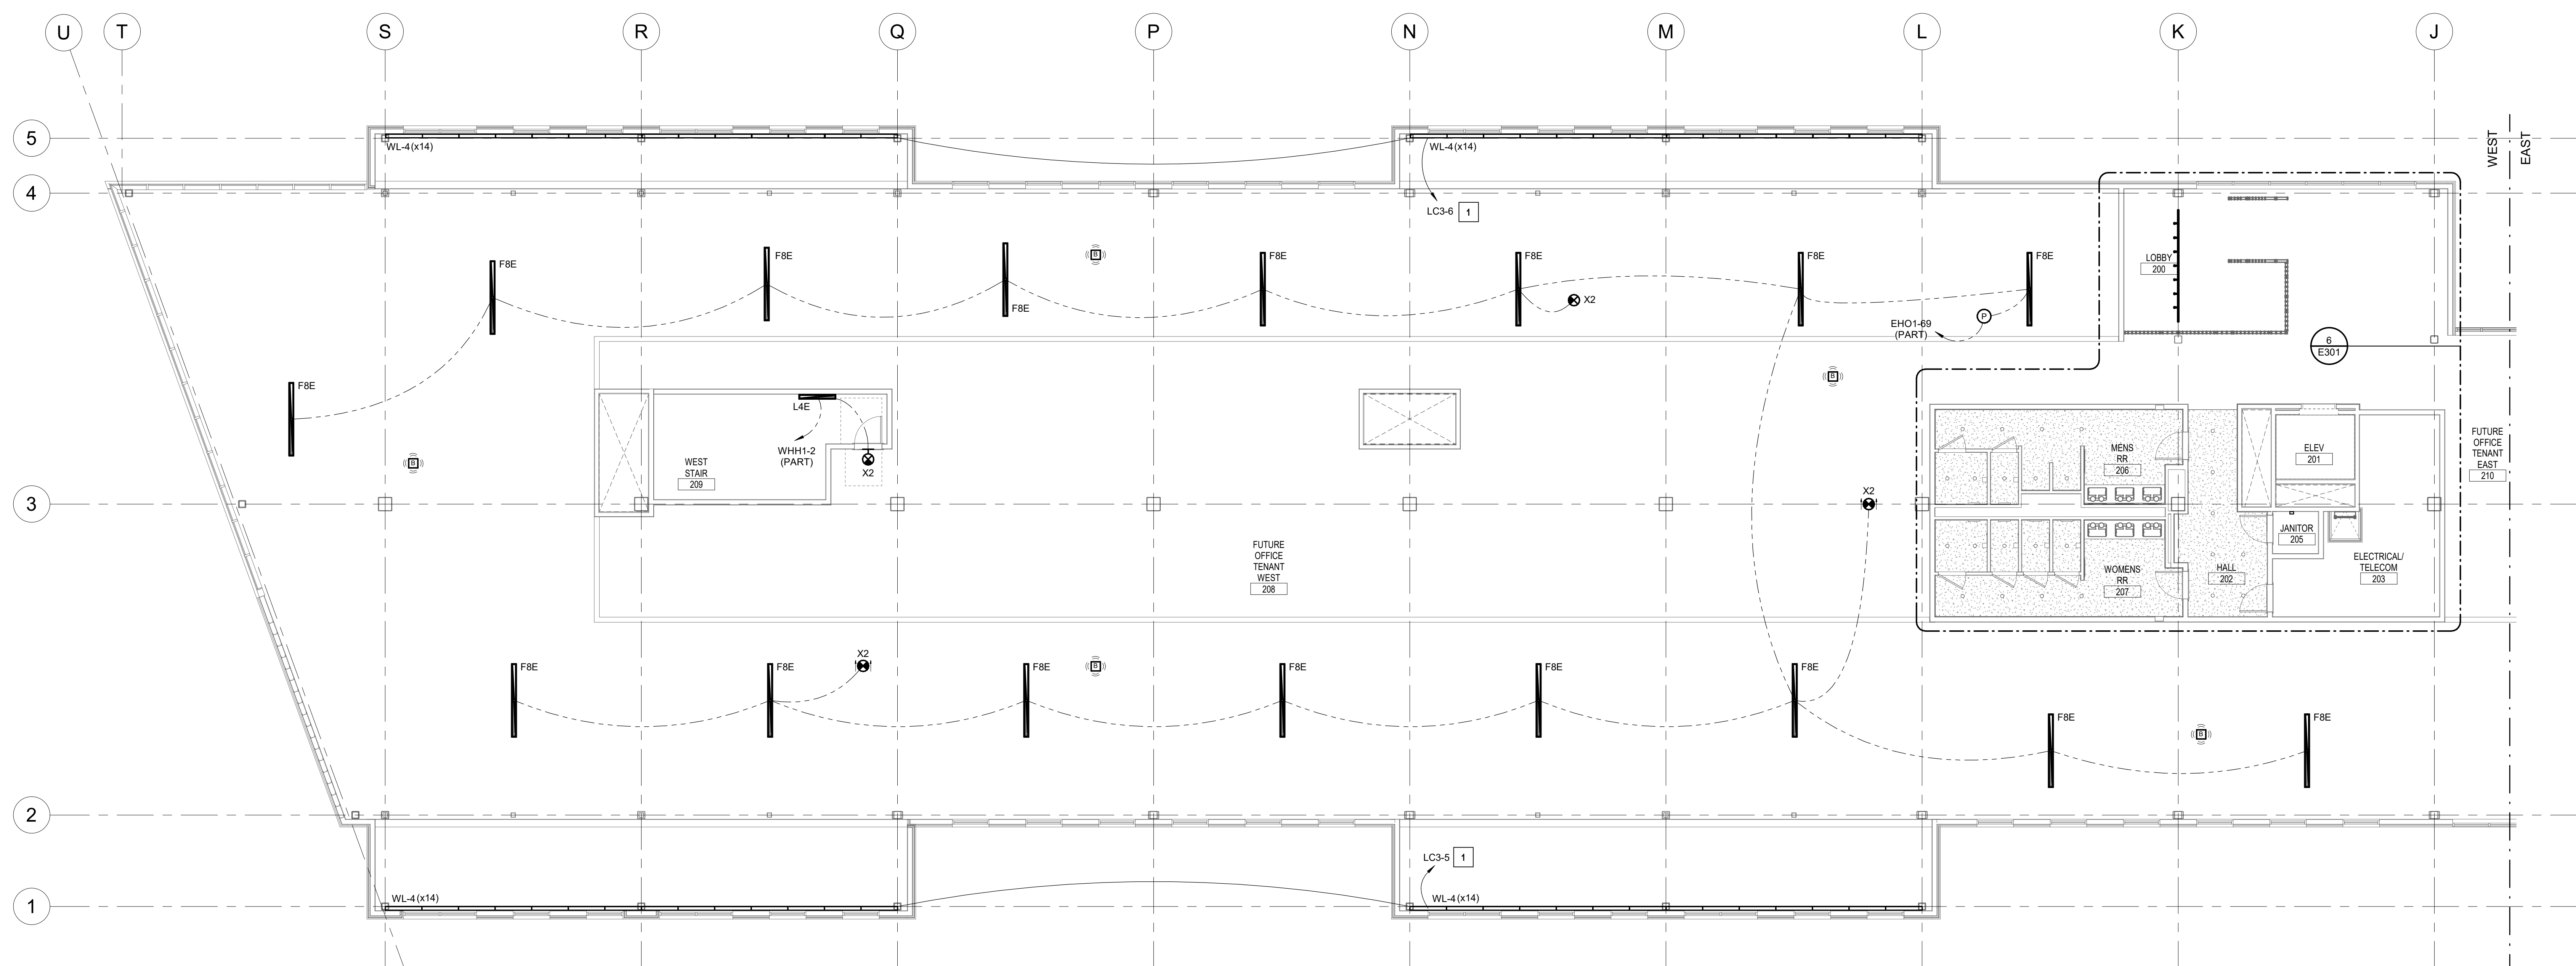 U
T
S
R
Q
P
N
M
L
K
J
5
4
3
2
1
WEST
EAST
WL-4(x14)
WL-4(x14)
LC3-6
1
F8E
F8E
F8E
F8E
F8E
F8E
F8E
F8E
B
X2
P
EHO1-69
(PART)
LOBBY
200
6
E301
B
L4E
WHH1-2
(PART)
X2
WEST
STAIR
209
B
X2
MENS
RR
206
ELEV
201
FUTURE
OFFICE
TENANT
EAST
210
JANITOR
205
ELECTRICAL/
TELECOM
203
HALL
202
WOMENS
RR
207
FUTURE
OFFICE
TENANT
WEST
208
F8E
F8E
X2
F8E
B
F8E
F8E
F8E
F8E
F8E
B
LC3-5
1
WL-4(x14)
WL-4(x14)